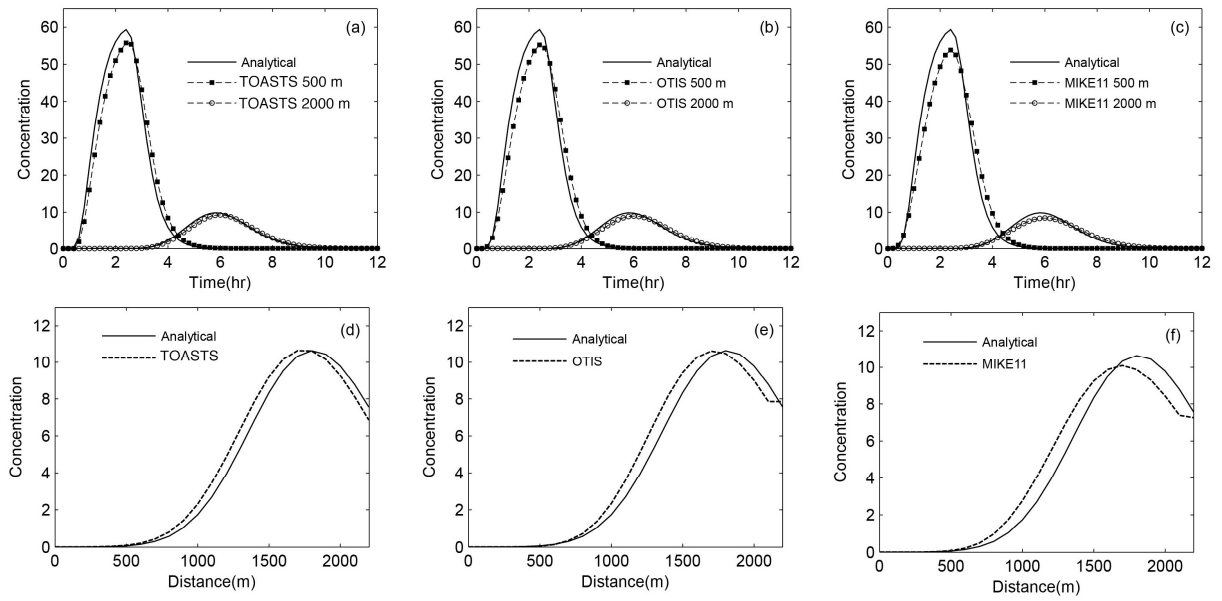 (a)
60
50
40
30
20
10
0
Concentration
Analytical
TOASTS 500 m
TOASTS 2000 m
0 2 4 6 8 10 12
Time(hr)
(b)
60
50
40
30
20
10
0
Concentration
Analytical
OTIS 500 m
OTIS 2000 m
0 2 4 6 8 10 12
Time(hr)
(c)
60
50
40
30
20
10
0
Concentration
Analytical
MIKE11 500 m
MIKE11 2000 m
0 2 4 6 8 10 12
Time(hr)
(d)
12
10
8
6
4
2
0
Concentration
Analytical
TOASTS
0 500 1000 1500 2000
Distance(m)
(e)
12
10
8
6
4
2
0
Concentration
Analytical
OTIS
0 500 1000 1500 2000
Distance(m)
(f)
12
10
8
6
4
2
0
Concentration
Analytical
MIKE11
0 500 1000 1500 2000
Distance(m)